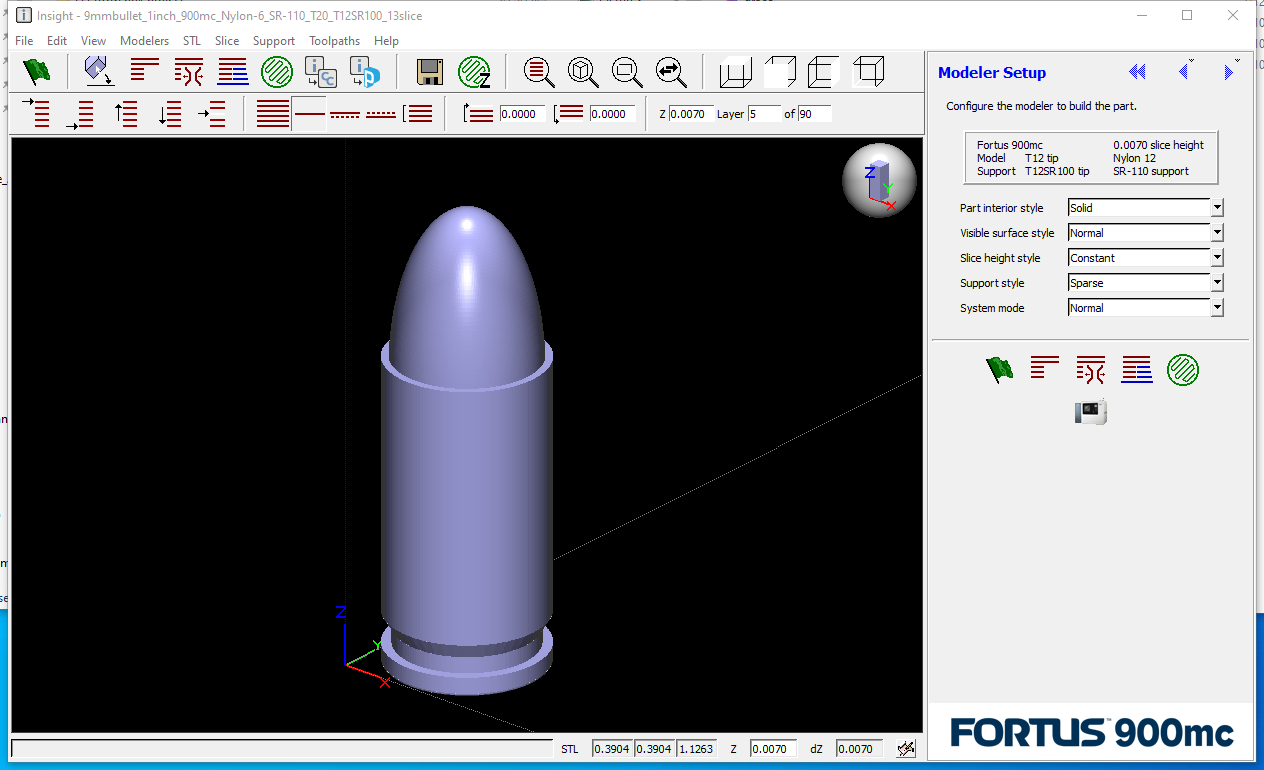 Insight - 9mmbullet_1inch_900mc_Nylon-6_SR-110_T20_T12SR100_13slice
File Edit View Modelers STL Slice Support Toolpaths Help
0.0000 0.0000 Z 0.0070 Layer 5 of 90
Modeler Setup
Configure the modeler to build the part.
Fortus 900mc 0.0070 slice height
Model T12 tip Nylon 12
Support T12SR100 tip SR-110 support
Part interior style Solid
Visible surface style Normal
Slice height style Constant
Support style Sparse
System mode Normal
Z
Y
X
Z
Y
X
FORTUS™ 900mc
STL 0.3904 0.3904 1.1263 Z 0.0070 dZ 0.0070